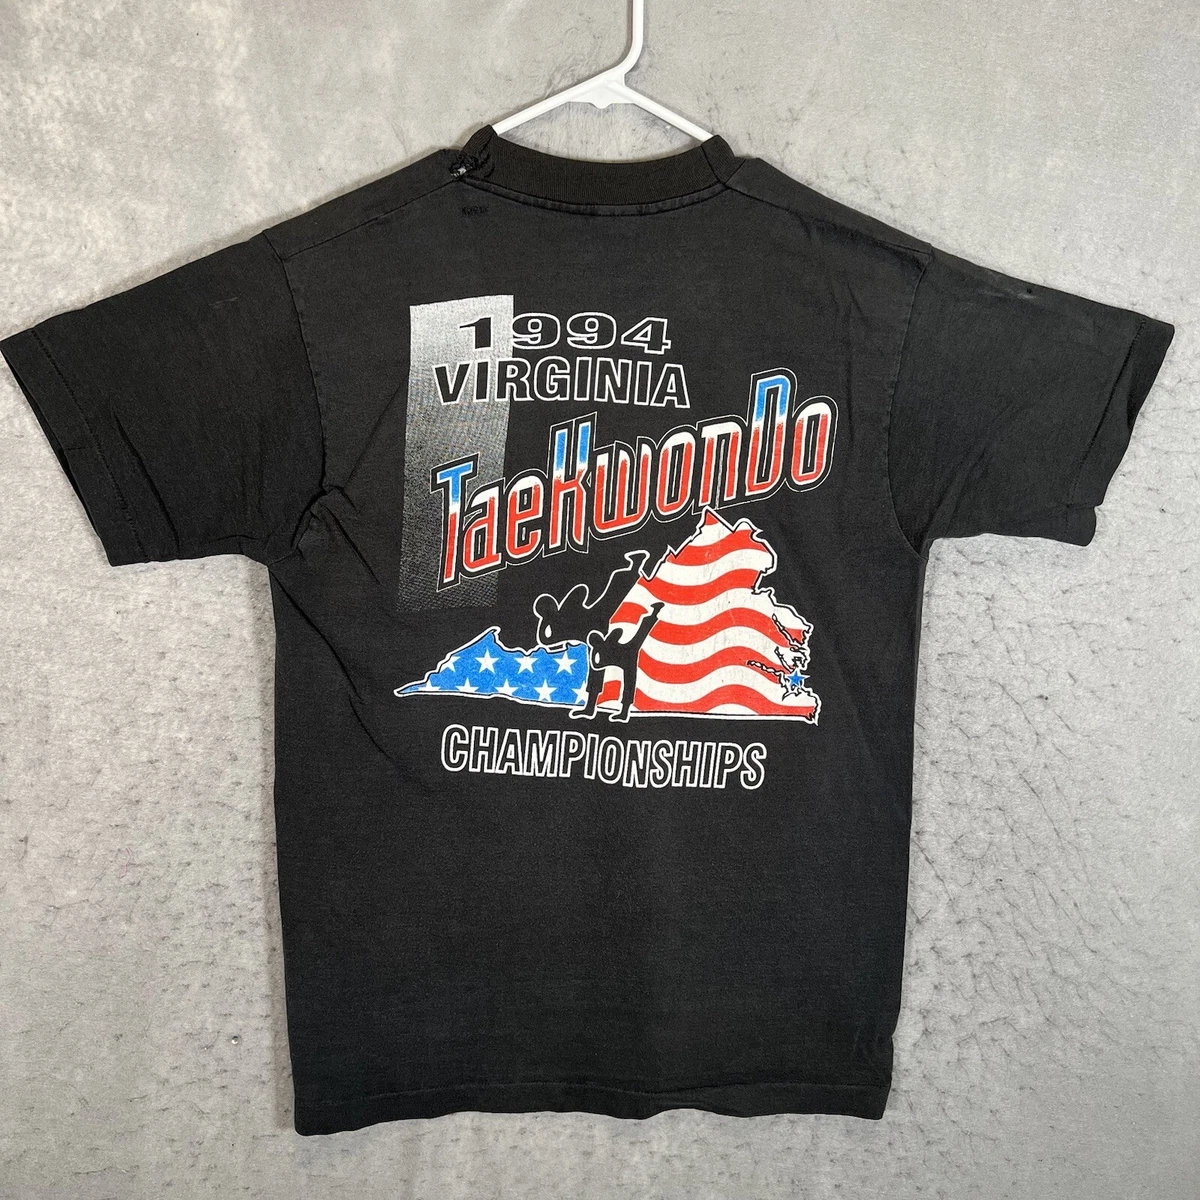 1994
VIRGINIA
TaeKwonDo
CHAMPIONSHIPS